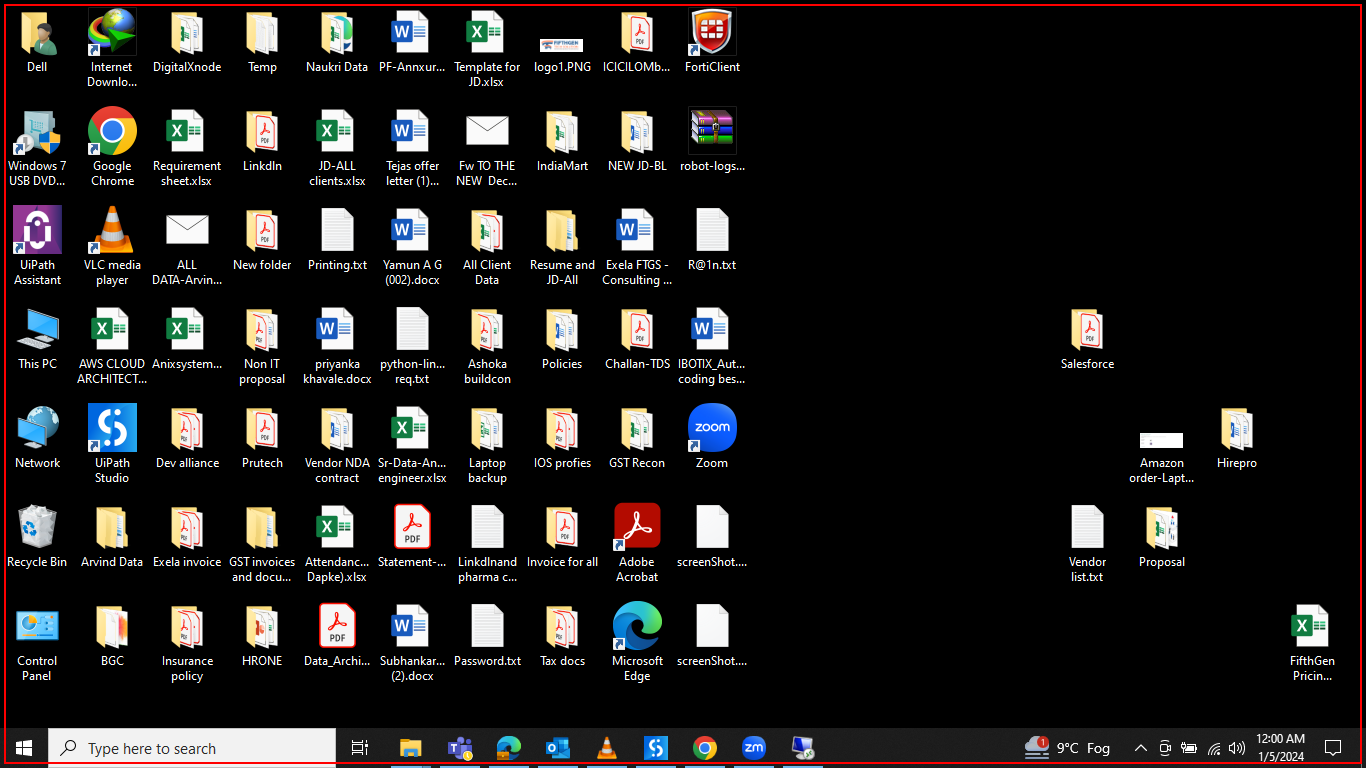 Dell
Internet
Downlo...
DigitalXnode
Temp
Naukri Data
PF-Annxur...
Template for
JD.xlsx
FIFTHGEN
logo1.PNG
ICICILOMb...
FortiClient
Windows 7
USB DVD...
Google
Chrome
Requirement
sheet.xlsx
LinkdIn
JD-ALL
clients.xlsx
Tejas offer
letter (1)...
Fw TO THE
NEW Dec...
IndiaMart
NEW JD-BL
robot-logs...
UiPath
Assistant
VLC media
player
ALL
DATA-Arvin...
New folder
Printing.txt
Yamun A G
(002).docx
All Client
Data
Resume and
JD-All
Exela FTGS -
Consulting ...
R@1n.txt
This PC
AWS CLOUD
ARCHITECT...
Anixsystem...
Non IT
proposal
priyanka
khavale.docx
python-lin...
req.txt
Ashoka
buildcon
Policies
Challan-TDS
IBOTIX_Aut...
coding bes...
Salesforce
Network
UiPath
Studio
Dev alliance
Prutech
Vendor NDA
contract
Sr-Data-An...
engineer.xlsx
Laptop
backup
IOS profies
GST Recon
zoom
Zoom
Amazon
order-Lapt...
Hirepro
Recycle Bin
Arvind Data
Exela invoice
GST invoices
and docu...
Attendanc...
Dapke).xlsx
PDF
Statement-...
LinkdInand
pharma c...
Invoice for all
Adobe
Acrobat
screenShot....
Vendor
list.txt
Proposal
Control
Panel
BGC
Insurance
policy
HRONE
PDF
Data_Archi...
Subhankar...
(2).docx
Password.txt
Tax docs
Microsoft
Edge
screenShot....
FifthGen
Pricin...
Type here to search
zm
1
9°C Fog
12:00 AM
1/5/2024